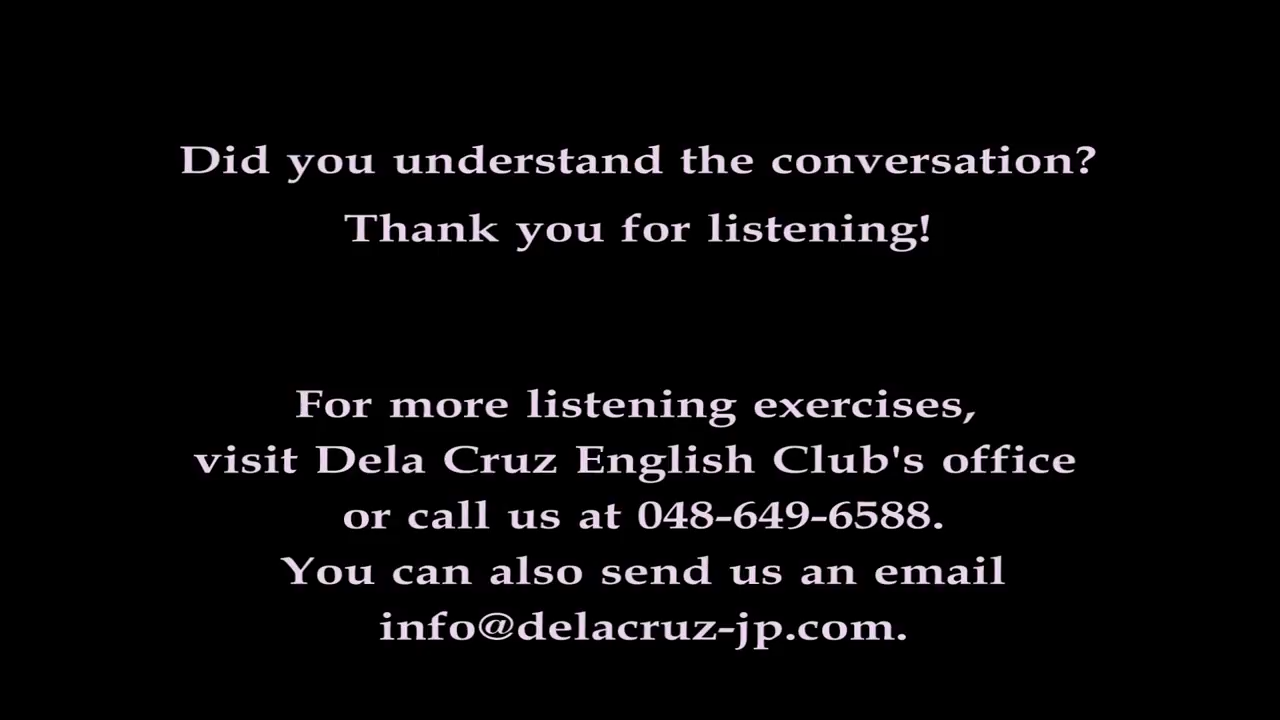 Did you understand the conversation?
Thank you for listening!
For more listening exercises,
visit Dela Cruz English Club's office
or call us at 048-649-6588.
You can also send us an email
info@delacruz-jp.com.